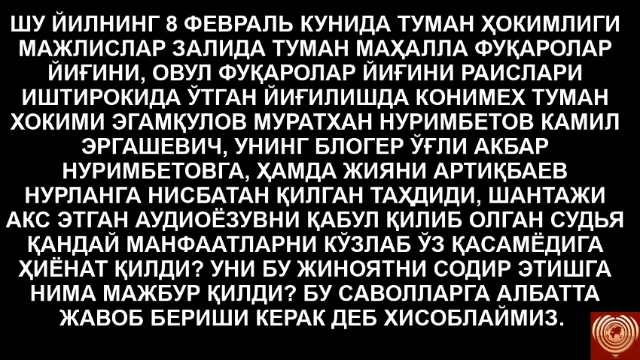 ШУ ЙИЛНИНГ 8 ФЕВРАЛЬ КУНИДА ТУМАН ҲОКИМЛИГИ
МАЖЛИСЛАР ЗАЛИДА ТУМАН МАҲАЛЛА ФУҚАРОЛАР
ЙИҒИНИ, ОВУЛ ФУҚАРОЛАР ЙИҒИНИ РАИСЛАРИ
ИШТИРОКИДА ЎТГАН ЙИҒИЛИШДА КОНИМЕХ ТУМАН
ХОКИМИ ЭГАМҚУЛОВ МУРАТХАН НУРИМБЕТОВ КАМИЛ
ЭРГАШЕВИЧ, УНИНГ БЛОГЕР ЎҒЛИ АКБАР
НУРИМБЕТОВГА, ҲАМДА ЖИЯНИ АРТИҚБАЕВ
НУРЛАНГА НИСБАТАН ҚИЛГАН ТАҲДИДИ, ШАНТАЖИ
АКС ЭТГАН АУДИОЁЗУВНИ ҚАБУЛ ҚИЛИБ ОЛГАН СУДЬЯ
ҚАНДАЙ МАНФААТЛАРНИ КЎЗЛАБ ЎЗ ҚАСАМЁДИГА
ҲИЁНАТ ҚИЛДИ? УНИ БУ ЖИНОЯТНИ СОДИР ЭТИШГА
НИМА МАЖБУР ҚИЛДИ? БУ САВОЛЛАРГА АЛБАТТА
ЖАВОБ БЕРИШИ КЕРАК ДЕБ ХИСОБЛАЙМИЗ.